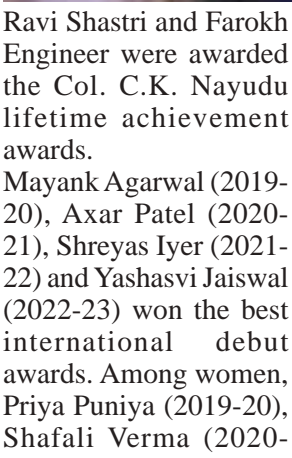 Ravi Shastri and Farokh
Engineer were awarded
the Col. C.K. Nayudu
lifetime achievement
awards.
Mayank Agarwal (2019-
20), Axar Patel (2020-
21), Shreyas Iyer (2021-
22) and Yashasvi Jaiswal
(2022-23) won the best
international debut
awards. Among women,
Priya Puniya (2019-20),
Shafali Verma (2020-